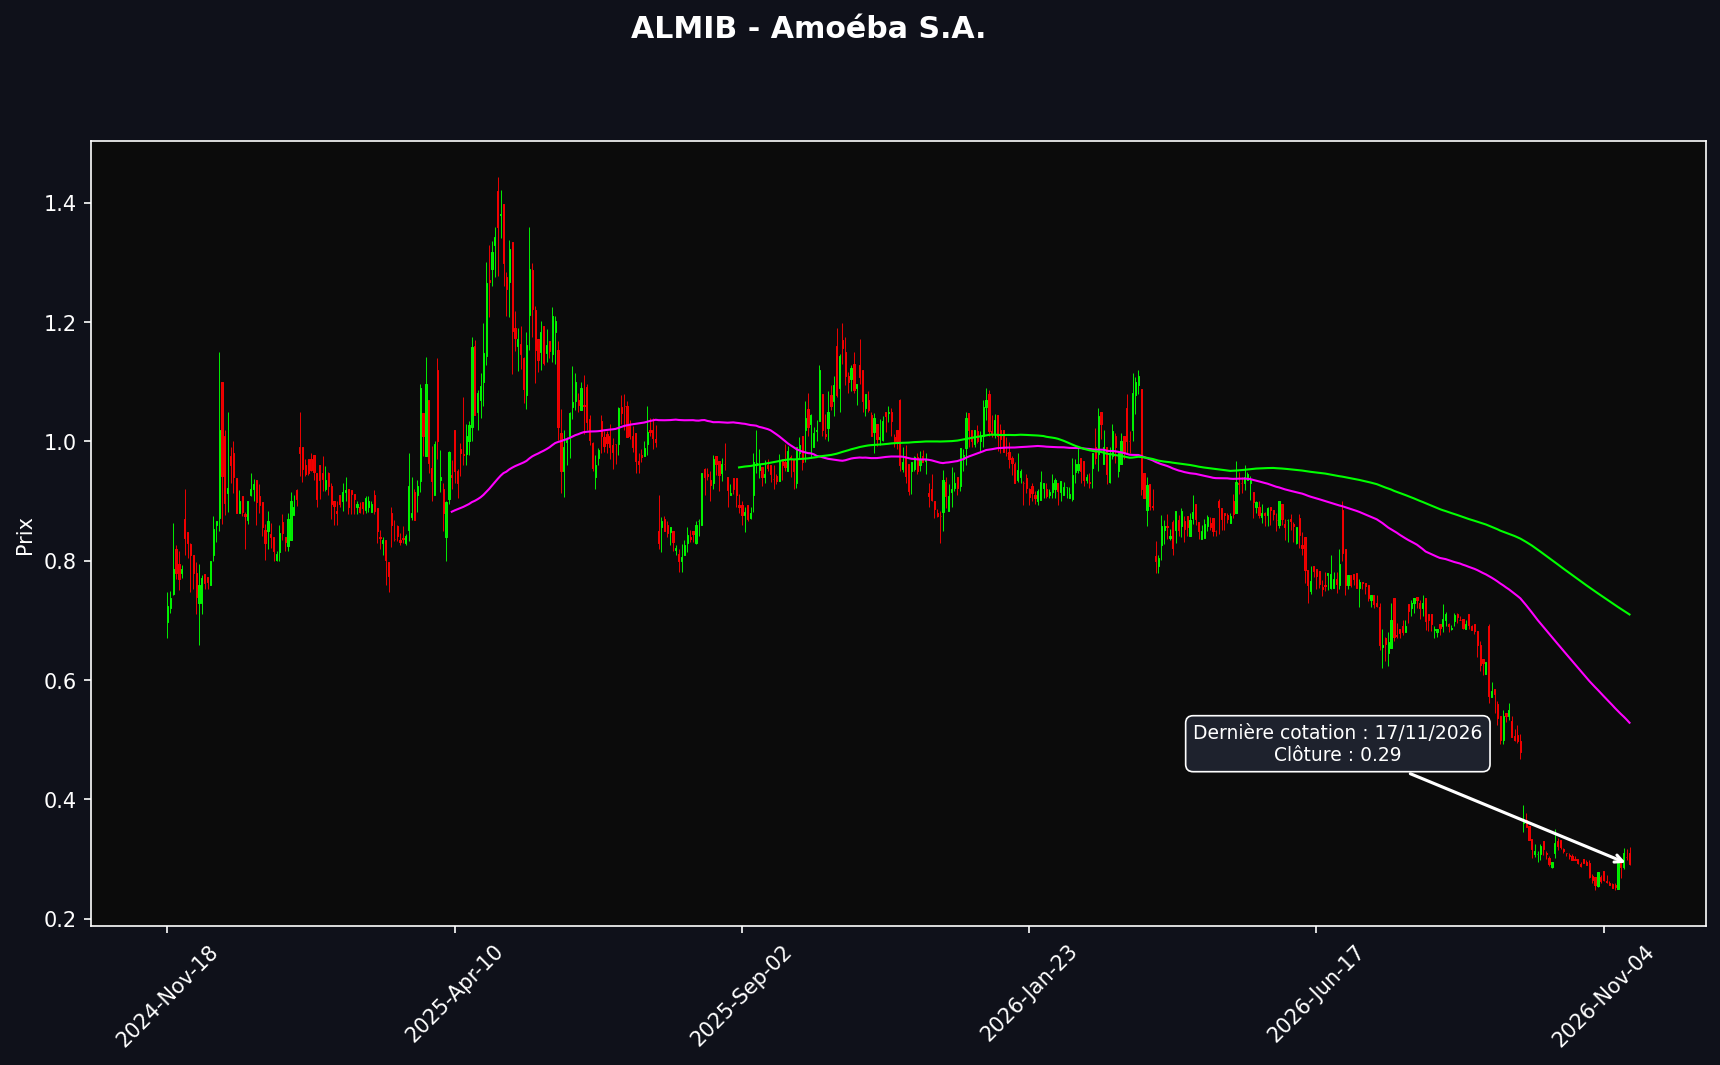 ALMIB - Amoéba S.A.
Prix
1.4
1.2
1.0
0.8
0.6
0.4
0.2
Dernière cotation : 17/11/2026
Clôture : 0.29
2024-Nov-18
2025-Apr-10
2025-Sep-02
2026-Jan-23
2026-Jun-17
2026-Nov-04